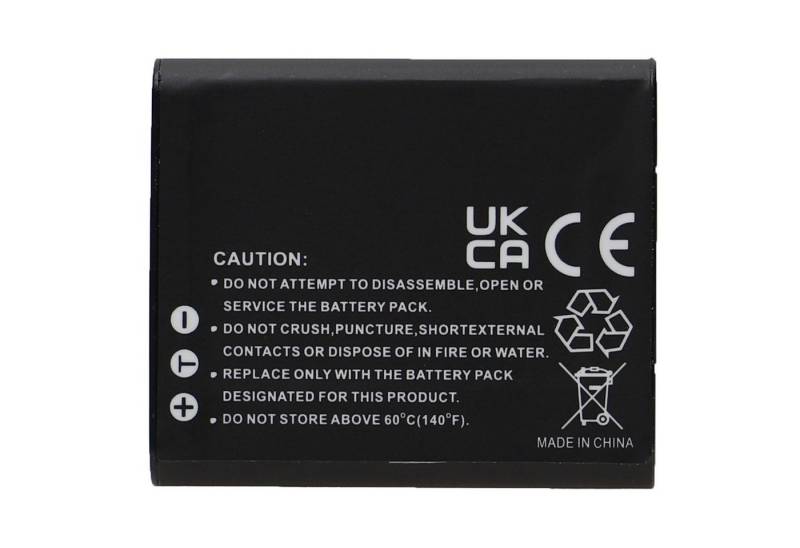 UK
CA CE
CAUTION:
• DO NOT ATTEMPT TO DISASSEMBLE,OPEN OR
SERVICE THE BATTERY PACK.
• DO NOT CRUSH,PUNCTURE,SHORTEXTERNAL
CONTACTS OR DISPOSE OF IN FIRE OR WATER.
• REPLACE ONLY WITH THE BATTERY PACK
DESIGNATED FOR THIS PRODUCT.
• DO NOT STORE ABOVE 60°C(140°F).
−
T
+
MADE IN CHINA